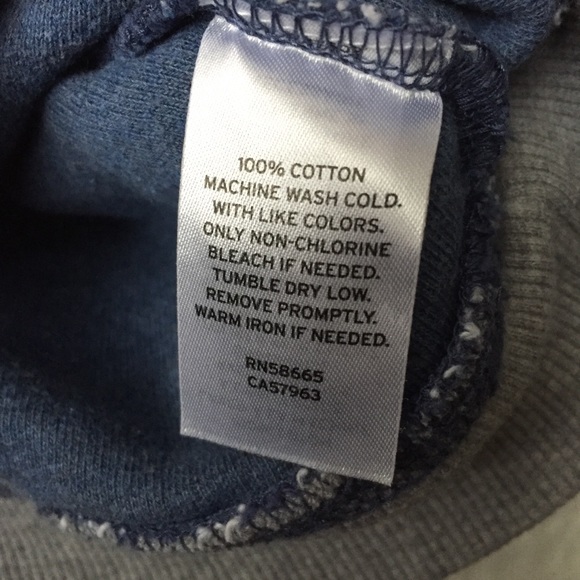 100% COTTON
MACHINE WASH COLD.
WITH LIKE COLORS.
ONLY NON-CHLORINE
BLEACH IF NEEDED.
TUMBLE DRY LOW.
REMOVE PROMPTLY.
WARM IRON IF NEEDED.
RN58665
CA57963